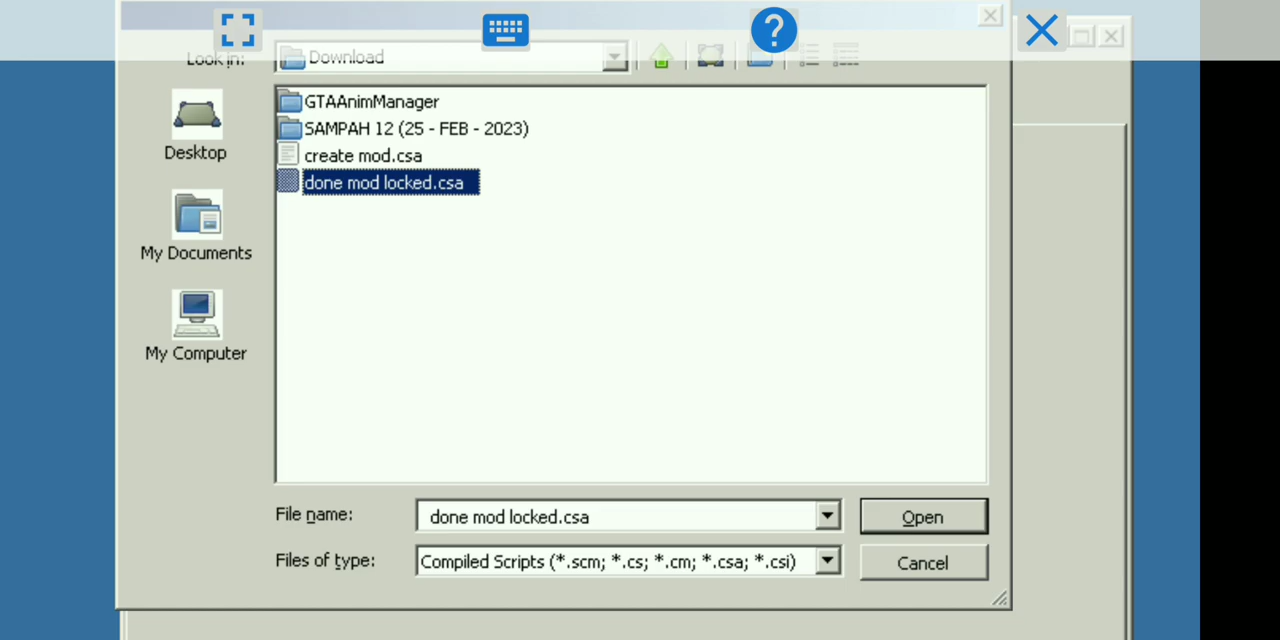 ?
Look in:
Download
GTAAnimManager
SAMPAH 12 (25 - FEB - 2023)
create mod.csa
done mod locked.csa
Desktop
My Documents
My Computer
File name:
done mod locked.csa
Open
Files of type:
Compiled Scripts (*.scm; *.cs; *.cm; *.csa; *.csi)
Cancel